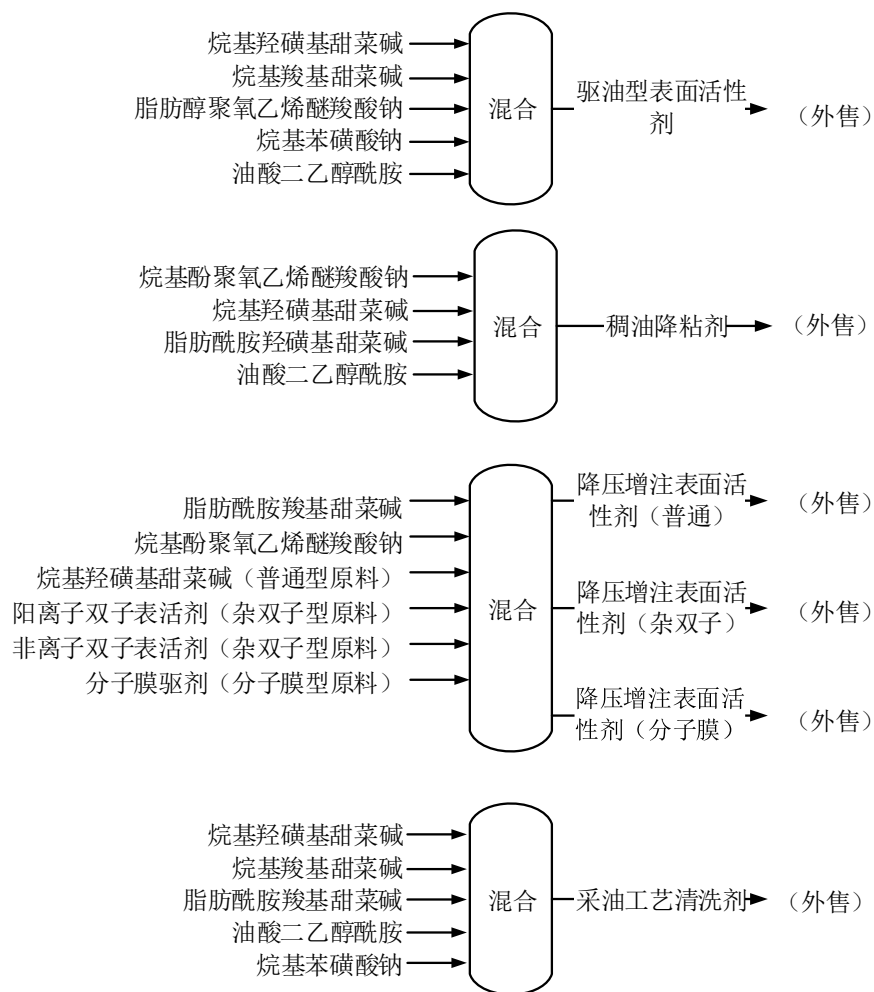 烷基羟磺基甜菜碱
烷基羧基甜菜碱
脂肪醇聚氧乙烯醚羧酸钠
烷基苯磺酸钠
油酸二乙醇酰胺
混合
驱油型表面活性
剂
（外售）
烷基酚聚氧乙烯醚羧酸钠
烷基羟磺基甜菜碱
脂肪酰胺羟磺基甜菜碱
油酸二乙醇酰胺
混合
稠油降粘剂
（外售）
脂肪酰胺羧基甜菜碱
烷基酚聚氧乙烯醚羧酸钠
烷基羟磺基甜菜碱（普通型原料）
阳离子双子表活剂（杂双子型原料）
非离子双子表活剂（杂双子型原料）
分子膜驱剂（分子膜型原料）
混合
降压增注表面活
性剂（普通）
（外售）
降压增注表面活
性剂（杂双子）
（外售）
降压增注表面活
性剂（分子膜）
（外售）
烷基羟磺基甜菜碱
烷基羧基甜菜碱
脂肪酰胺羧基甜菜碱
油酸二乙醇酰胺
烷基苯磺酸钠
混合
采油工艺清洗剂
（外售）